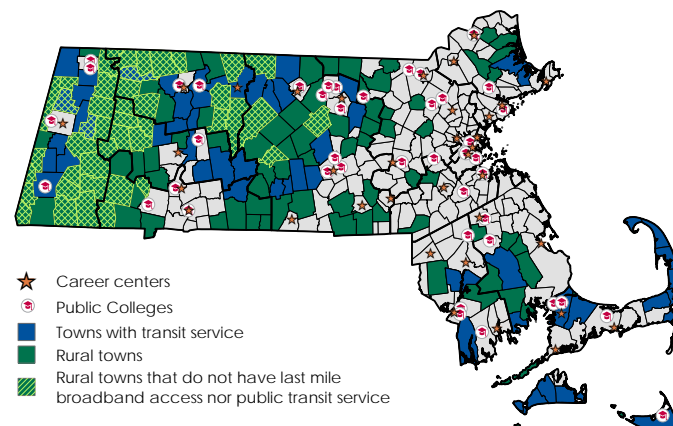 Career centers
Public Colleges
Towns with transit service
Rural towns
Rural towns that do not have last mile
broadband access nor public transit service